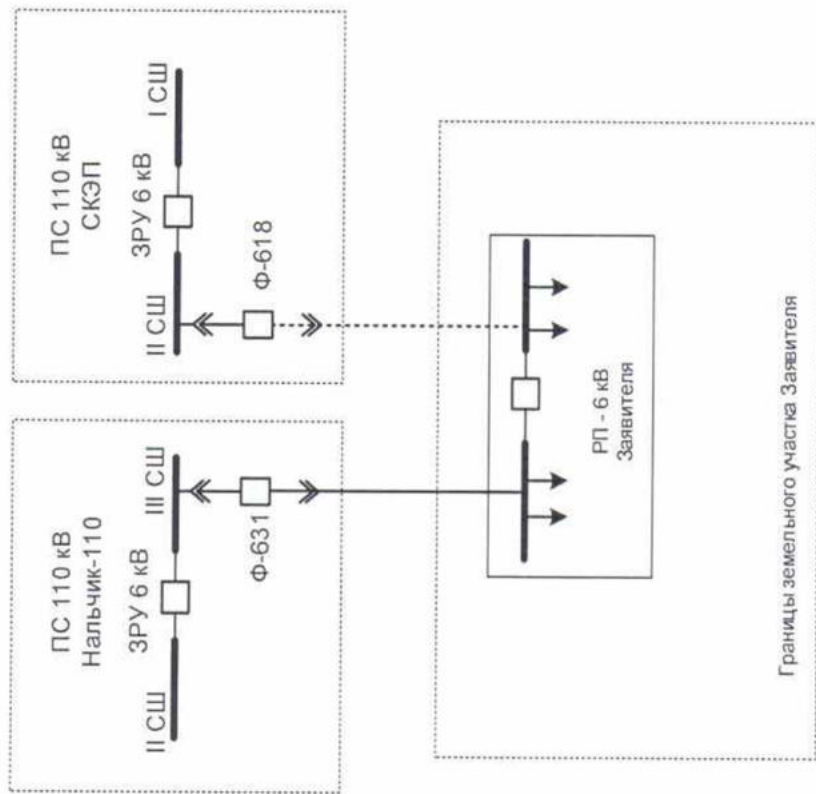 ПС 110 кВ
Нальчик-110
ЗРУ 6 кВ
II СШ
III СШ
Ф-631
ПС 110 кВ
СКЭП
ЗРУ 6 кВ
II СШ
I СШ
Ф-618
РП - 6 кВ
Заявителя
Границы земельного участка Заявителя